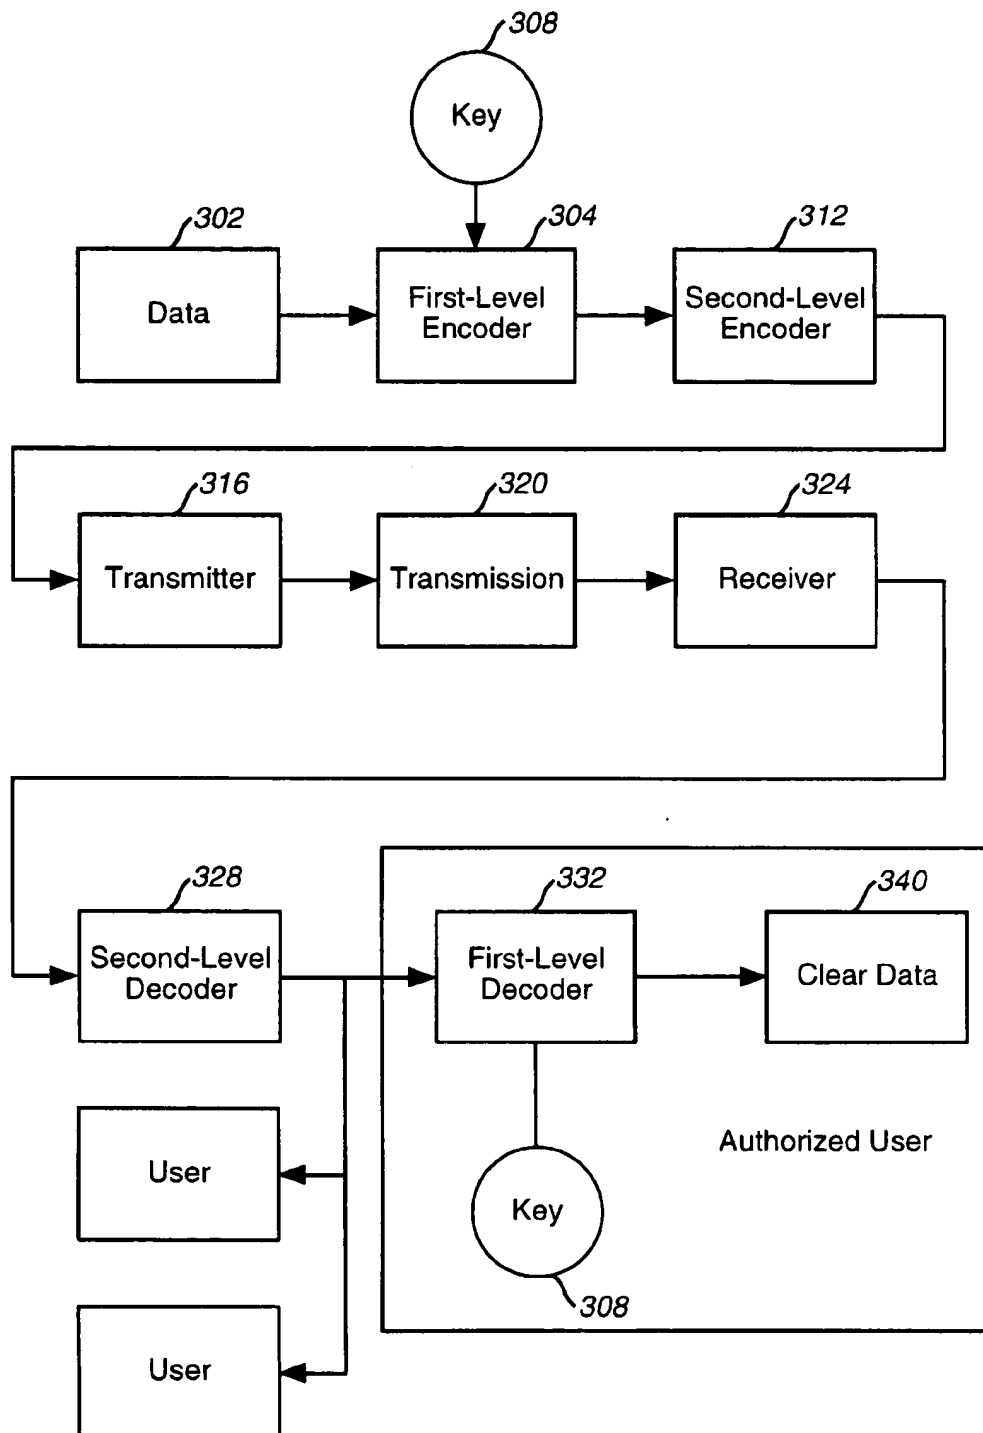 308
Key
302
304
312
Data
First-Level
Encoder
Second-Level
Encoder
316
320
324
Transmitter
Transmission
Receiver
328
332
340
Second-Level
Decoder
First-Level
Decoder
Clear Data
User
Authorized User
Key
308
User